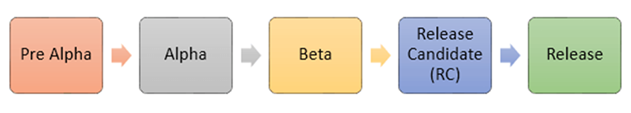 Pre Alpha
Alpha
Beta
Release
Candidate
(RC)
Release